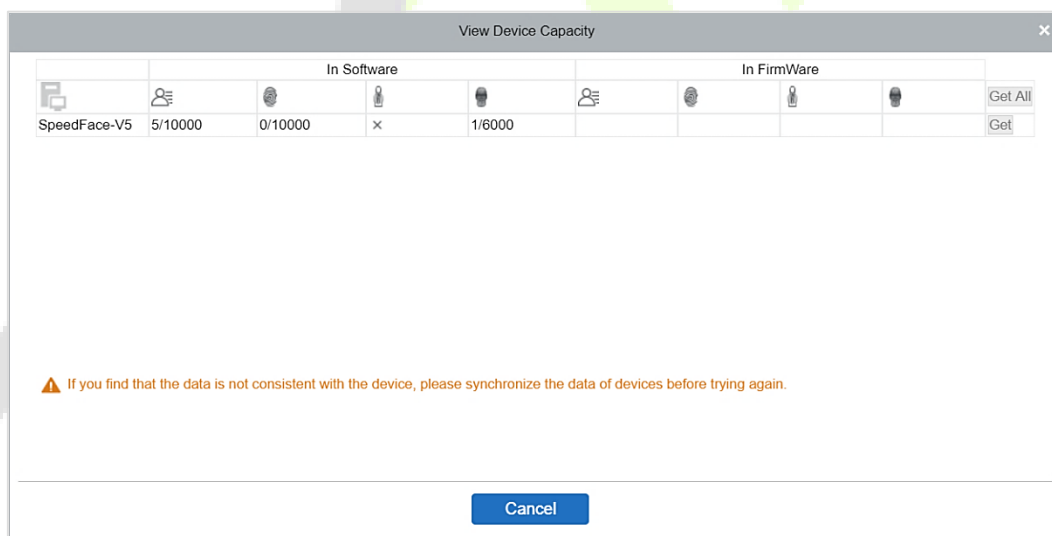 View Device Capacity ×
In Software In FirmWare
Get All
SpeedFace-V5 5/10000 0/10000 × 1/6000 Get
If you find that the data is not consistent with the device, please synchronize the data of devices before trying again.
Cancel